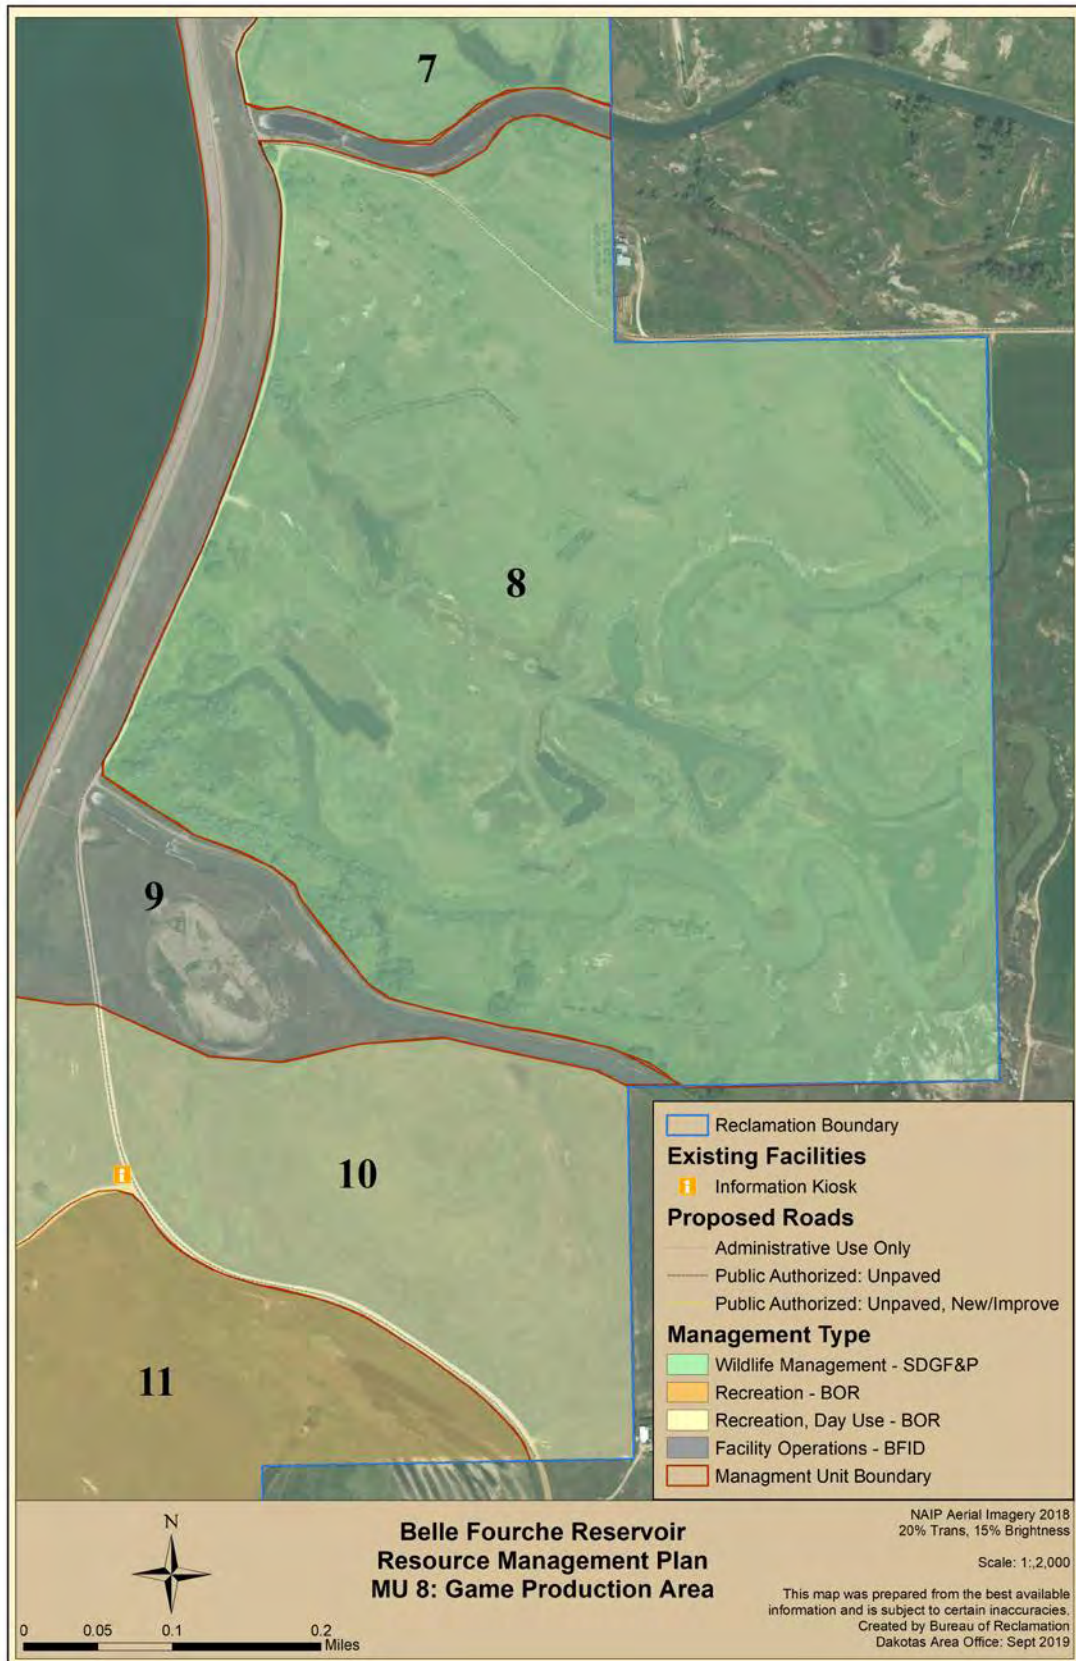 7
8
9
10
11
Reclamation Boundary
Existing Facilities
i Information Kiosk
Proposed Roads
Administrative Use Only
Public Authorized: Unpaved
Public Authorized: Unpaved, New/Improve
Management Type
Wildlife Management - SDGF&P
Recreation - BOR
Recreation, Day Use - BOR
Facility Operations - BFID
Managment Unit Boundary
N
0 0.05 0.1 0.2
Miles
Belle Fourche Reservoir
Resource Management Plan
MU 8: Game Production Area
NAIP Aerial Imagery 2018
20% Trans, 15% Brightness
Scale: 1:,2,000
This map was prepared from the best available
information and is subject to certain inaccuracies.
Created by Bureau of Reclamation
Dakotas Area Office: Sept 2019